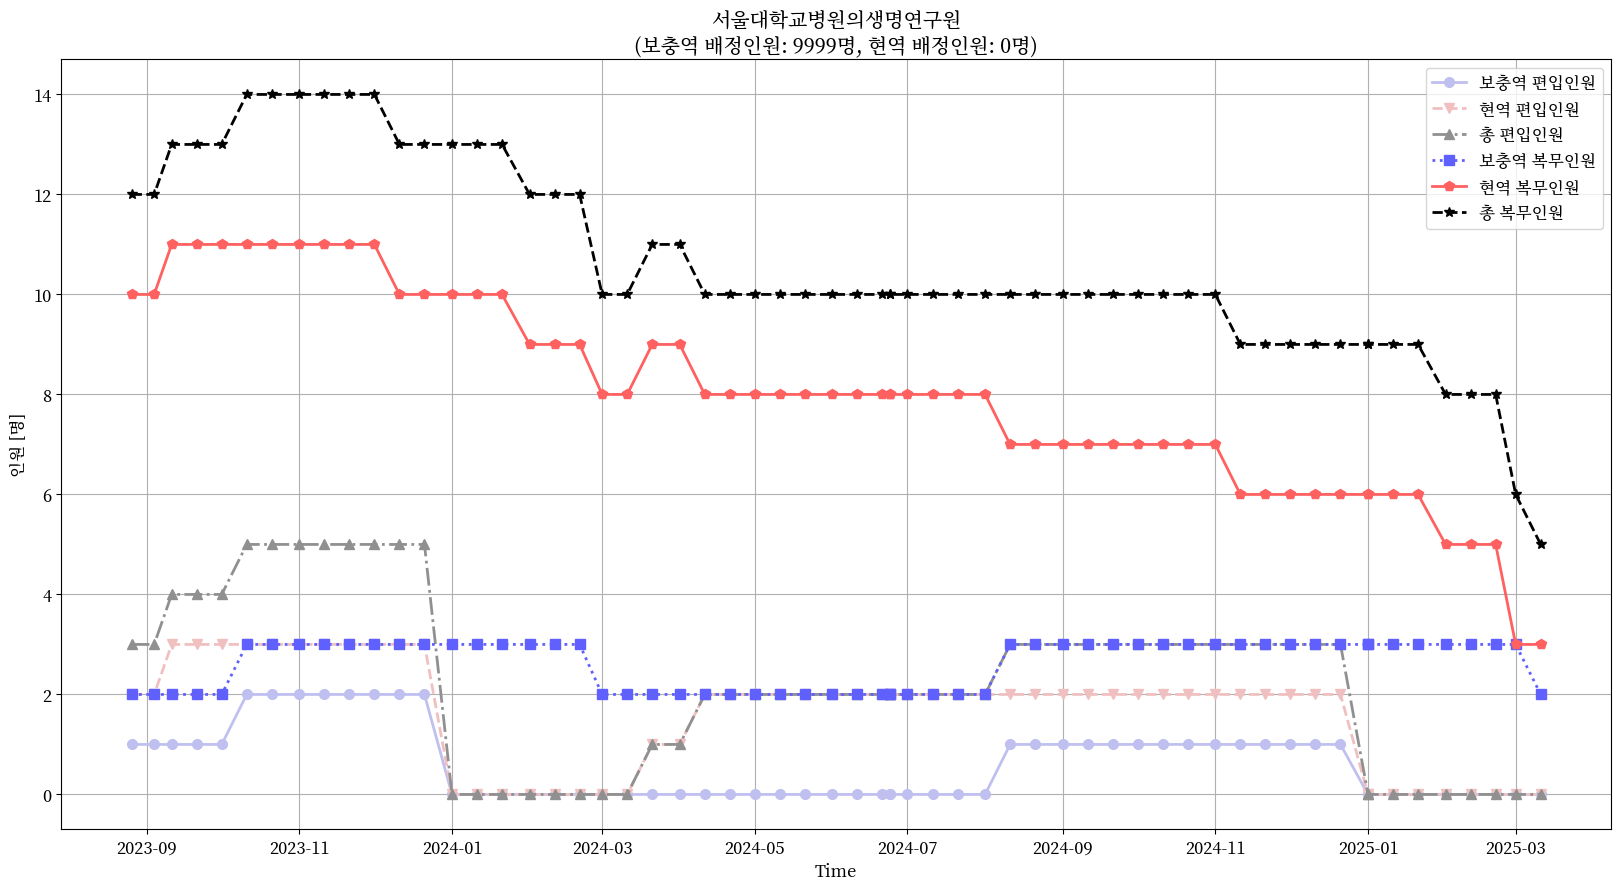 서울대학교병원의생명연구원
(보충역 배정인원: 9999명, 현역 배정인원: 0명)
보충역 편입인원
현역 편입인원
총 편입인원
보충역 복무인원
현역 복무인원
총 복무인원
인원 [명]
14
12
10
8
6
4
2
0
2023-09 2023-11 2024-01 2024-03 2024-05 2024-07 2024-09 2024-11 2025-01 2025-03
Time